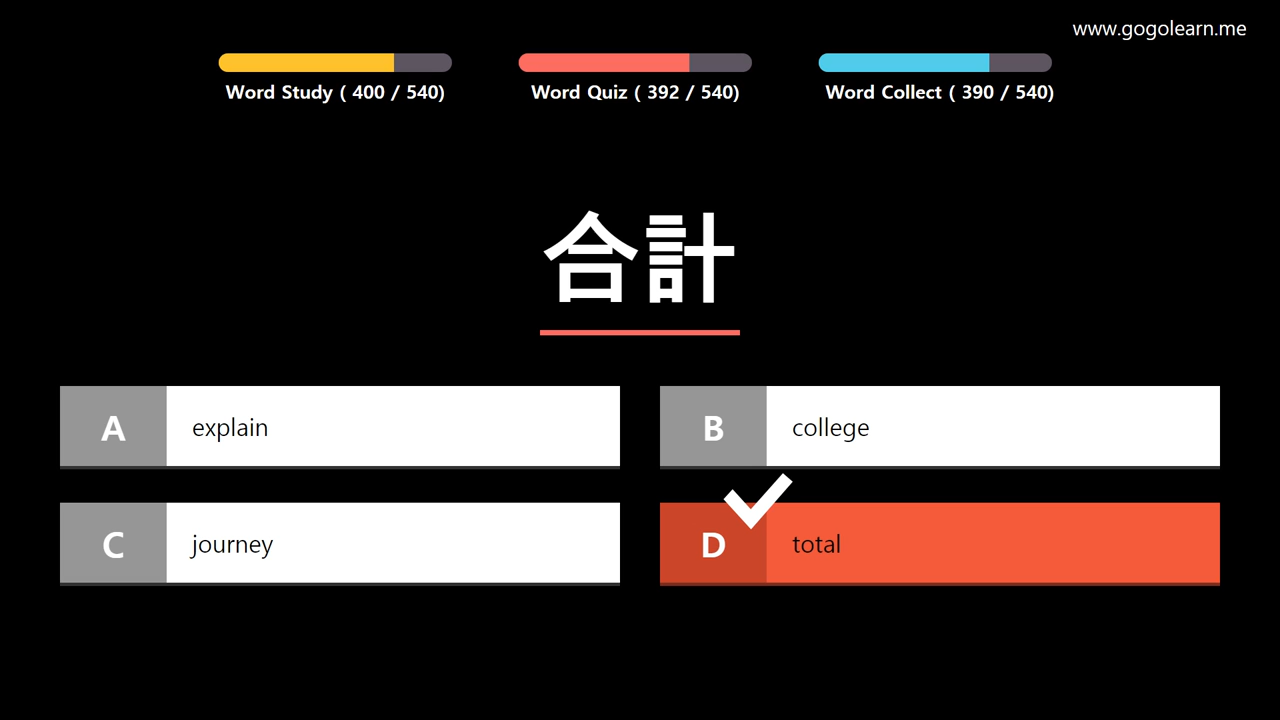 www.gogolearn.me
Word Study ( 400 / 540)
Word Quiz ( 392 / 540)
Word Collect ( 390 / 540)
合計
A explain
B college
C journey
D total